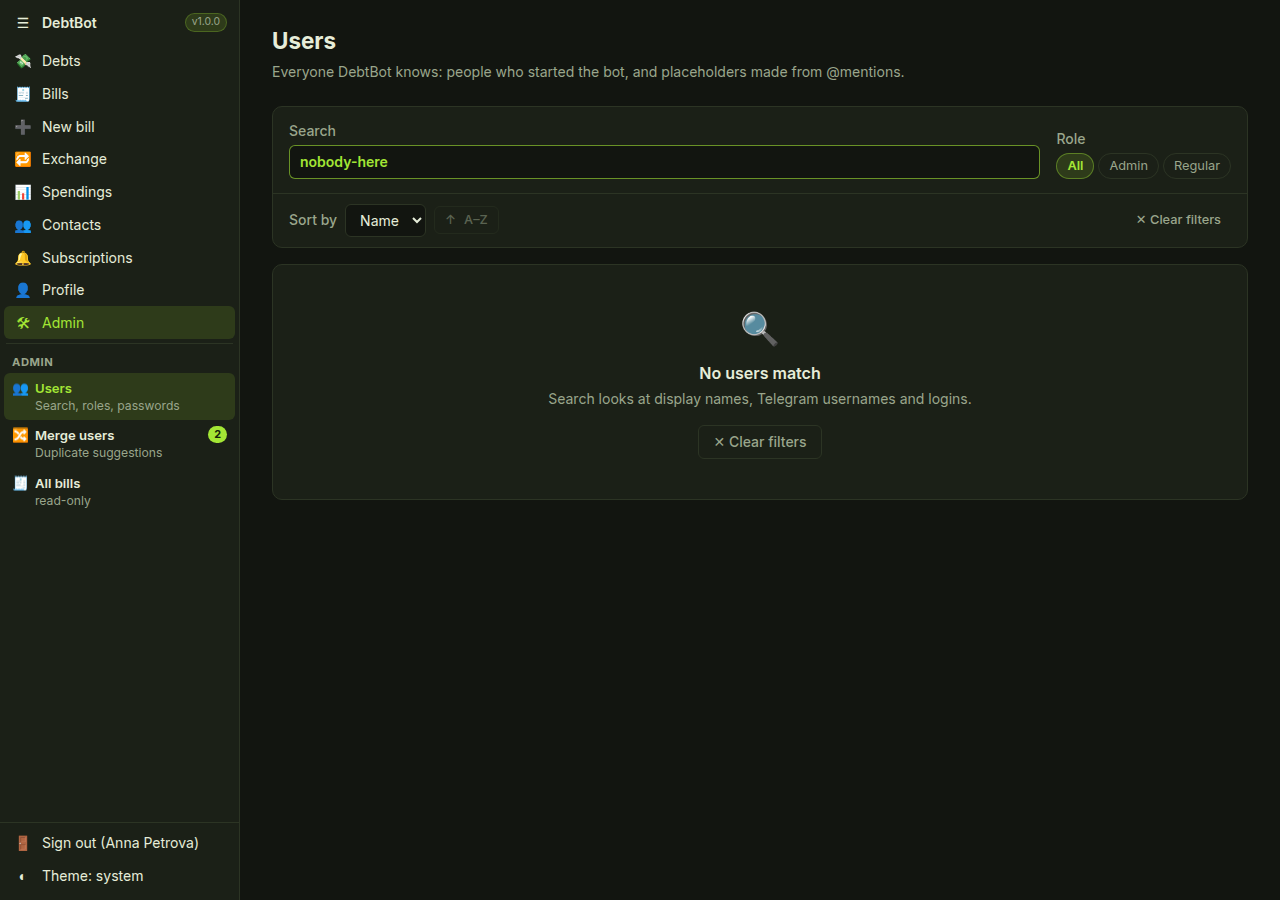 DebtBot
v1.0.0
Debts
Bills
New bill
Exchange
Spendings
Contacts
Subscriptions
Profile
Admin
ADMIN
Users
Search, roles, passwords
Merge users
2
Duplicate suggestions
All bills
read-only
Sign out (Anna Petrova)
Theme: system
Users
Everyone DebtBot knows: people who started the bot, and placeholders made from @mentions.
Search
nobody-here
Role
All
Admin
Regular
Sort by
Name
↑ A–Z
✕ Clear filters
No users match
Search looks at display names, Telegram usernames and logins.
✕ Clear filters